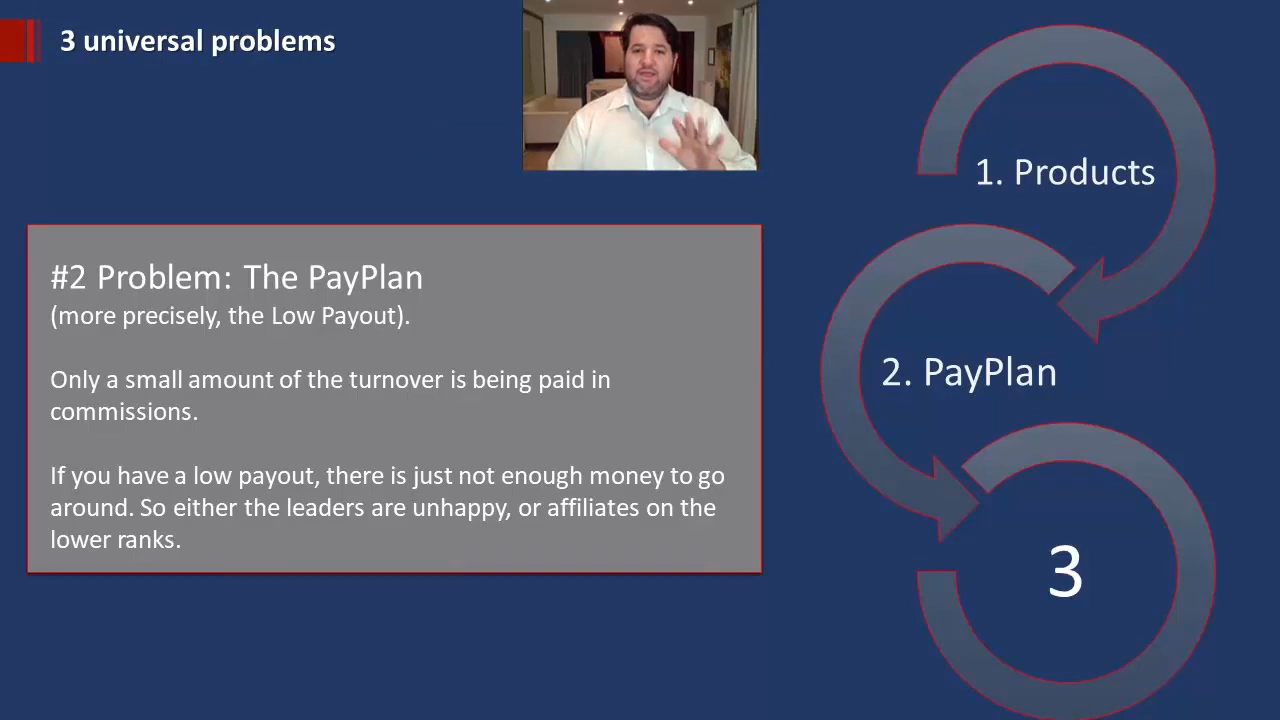 3 universal problems
1. Products
#2 Problem: The PayPlan
(more precisely, the Low Payout).
Only a small amount of the turnover is being paid in
commissions.
If you have a low payout, there is just not enough money to go
around. So either the leaders are unhappy, or affiliates on the
lower ranks.
2. PayPlan
3